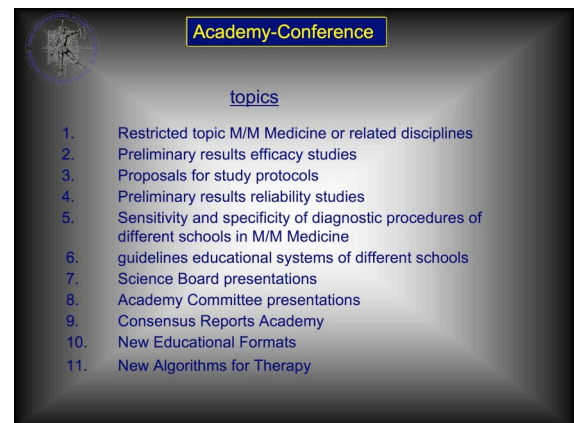 Academy-Conference
topics
1. Restricted topic M/M Medicine or related disciplines
2. Preliminary results efficacy studies
3. Proposals for study protocols
4. Preliminary results reliability studies
5. Sensitivity and specificity of diagnostic procedures of
different schools in M/M Medicine
6. guidelines educational systems of different schools
7. Science Board presentations
8. Academy Committee presentations
9. Consensus Reports Academy
10. New Educational Formats
11. New Algorithms for Therapy